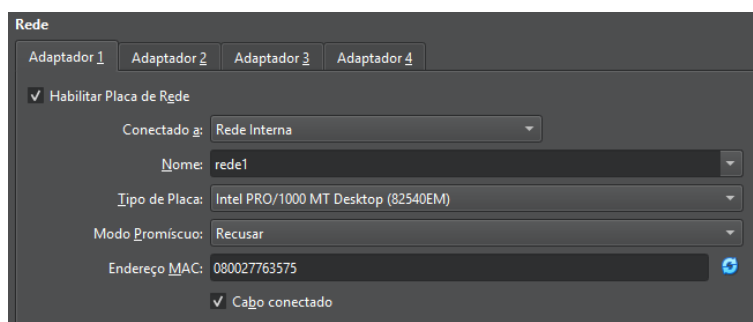 Rede
Adaptador 1 Adaptador 2 Adaptador 3 Adaptador 4
Habilitar Placa de Rede
Conectado a: Rede Interna
Nome: rede1
Tipo de Placa: Intel PRO/1000 MT Desktop (82540EM)
Modo Promíscuo: Recusar
Endereço MAC: 080027763575
Cabo conectado